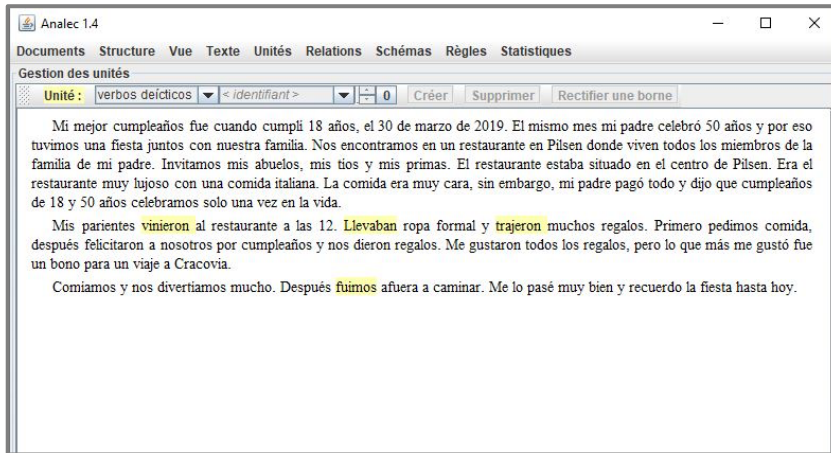 Analec 1.4
Documents Structure Vue Texte Unités Relations Schémas Règles Statistiques
Gestion des unités
Unité : verbos deícticos < identifiant > 0 Créer Supprimer Rectifier une borne
Mi mejor cumpleaños fue cuando cumpli 18 años, el 30 de marzo de 2019. El mismo mes mi padre celebró 50 años y por eso
tuvimos una fiesta juntos con nuestra familia. Nos encontramos en un restaurante en Pilsen donde viven todos los miembros de la
familia de mi padre. Invitamos mis abuelos, mis tios y mis primas. El restaurante estaba situado en el centro de Pilsen. Era el
restaurante muy lujoso con una comida italiana. La comida era muy cara, sin embargo, mi padre pagó todo y dijo que cumpleaños
de 18 y 50 años celebramos solo una vez en la vida.
Mis parientes vinieron al restaurante a las 12. Llevaban ropa formal y trajeron muchos regalos. Primero pedimos comida,
después felicitaron a nosotros por cumpleaños y nos dieron regalos. Me gustaron todos los regalos, pero lo que más me gustó fue
un bono para un viaje a Cracovia.
Comíamos y nos divertiamos mucho. Después fuimos afuera a caminar. Me lo pasé muy bien y recuerdo la fiesta hasta hoy.